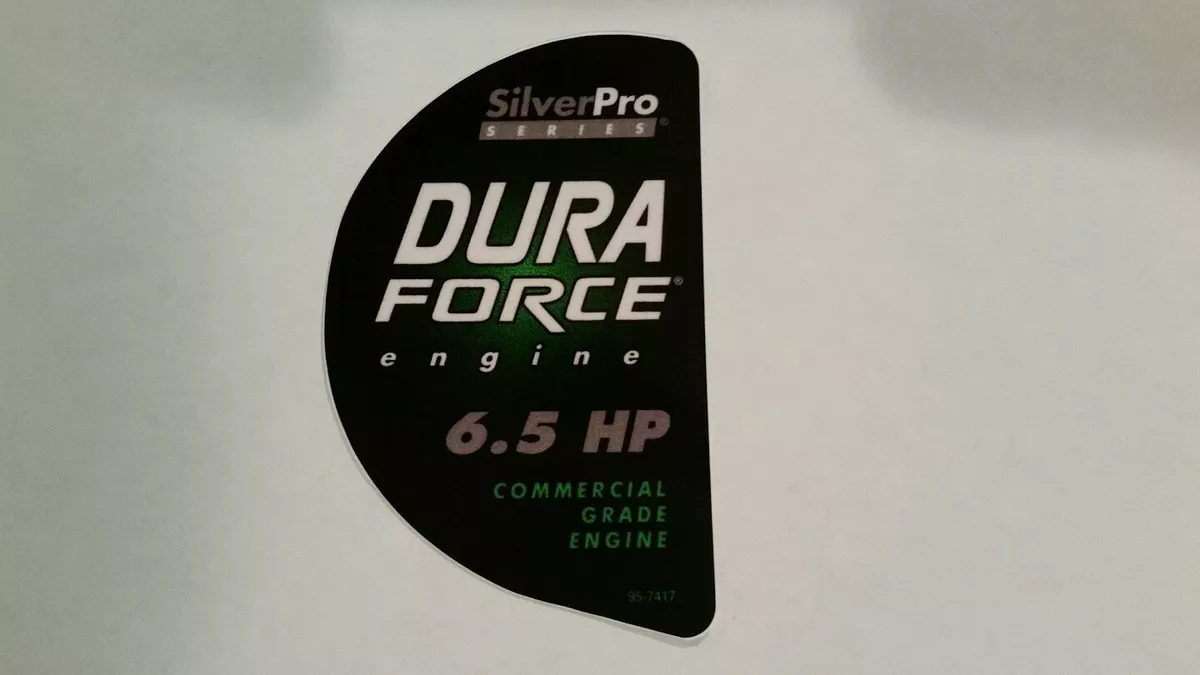 SilverPro
SERIES®
DURA
FORCE®
engine
6.5 HP
COMMERCIAL
GRADE
ENGINE
95-7417